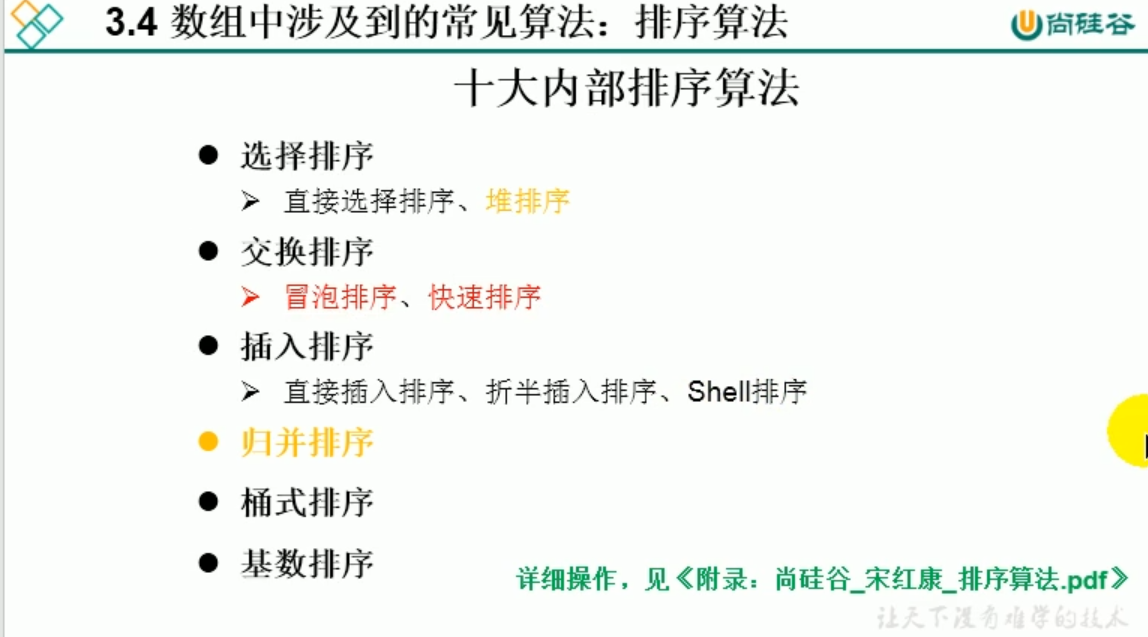 3.4 数组中涉及到的常见算法：排序算法
尚硅谷
十大内部排序算法
选择排序
直接选择排序、堆排序
交换排序
冒泡排序、快速排序
插入排序
直接插入排序、折半插入排序、Shell排序
归并排序
桶式排序
基数排序
详细操作，见《附录：尚硅谷_宋红康_排序算法.pdf》
让天下没有难学的技术